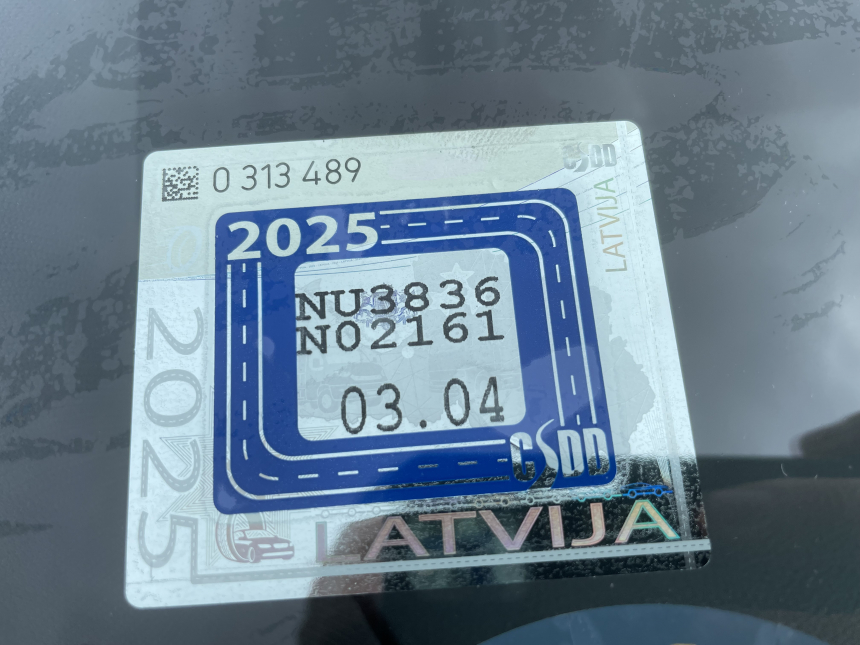 0 313 489
CSDD
LATVIJA
2025
NU3836
N02161
03.04
CSDD
2025
LATVIJA